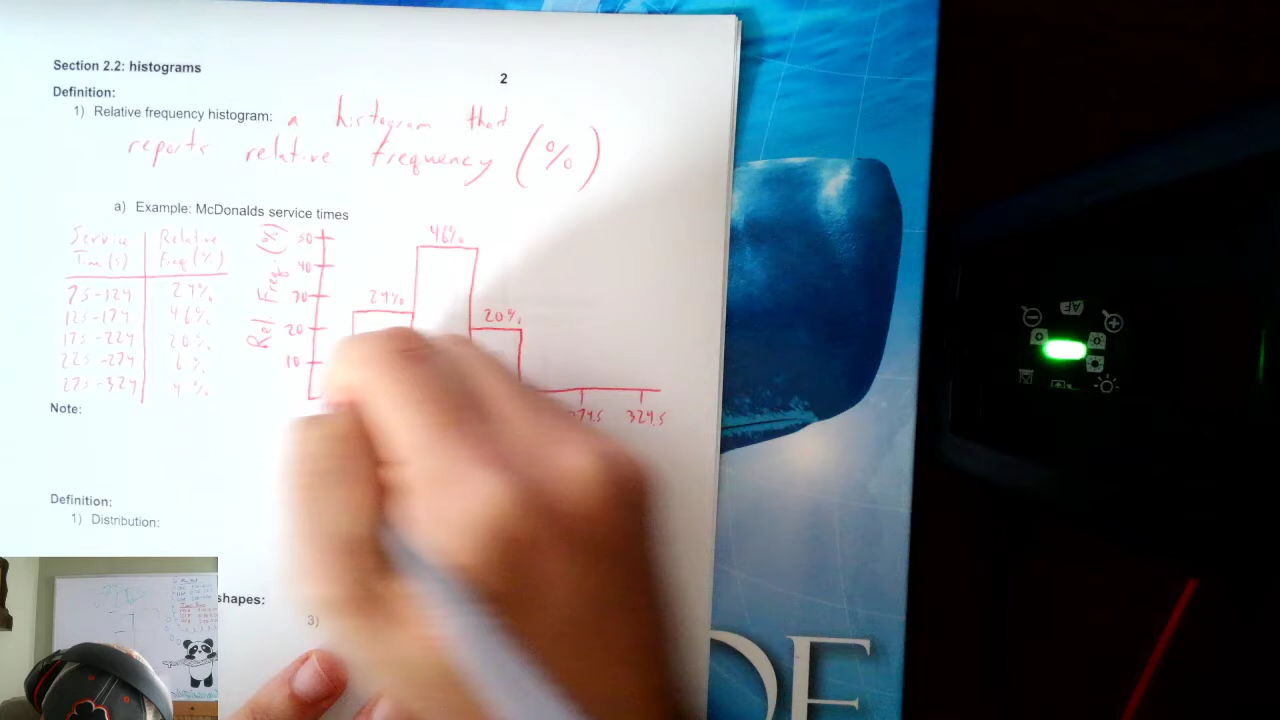 Section 2.2: histograms
2
Definition:
1) Relative frequency histogram: a histogram that
reports relative frequency (%)
a) Example: McDonalds service times
Service Relative
Time (s) Freq (%)
75-124 24%
125-174 46%
175-224 20%
225-274 6%
275-324 4%
Rel. Freq. (%)
50
40
30
20
10
24%
46%
20%
324.5
Note:
Definition:
1) Distribution:
shapes:
3)
AF